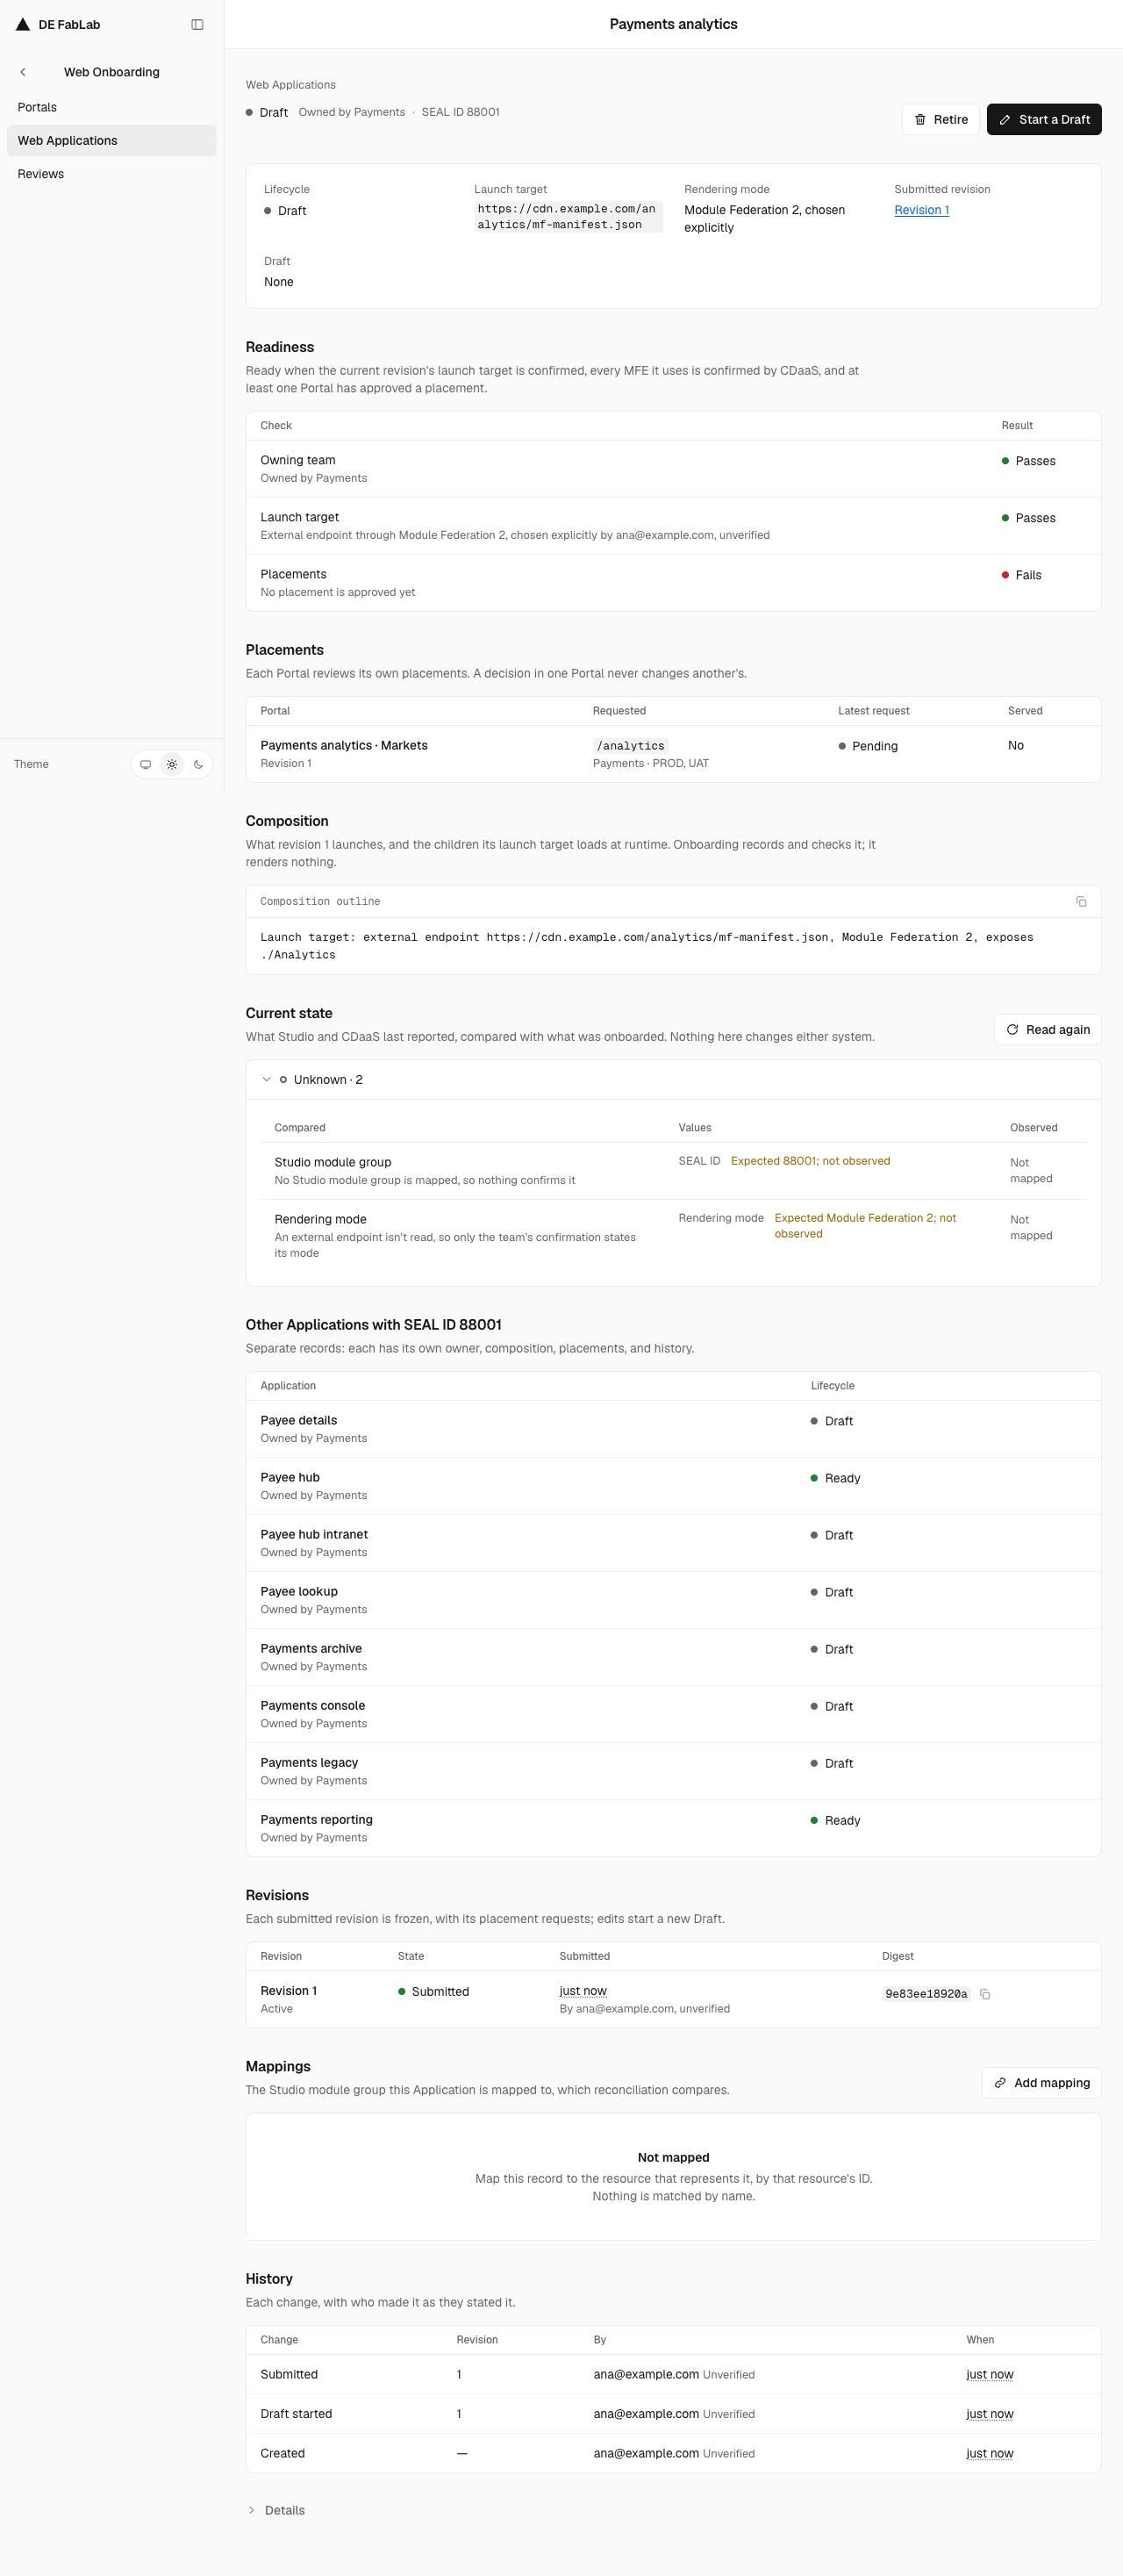 DE FabLab
Web Onboarding
Portals
Web Applications
Reviews
Theme
Payments analytics
Web Applications
Draft Owned by Payments · SEAL ID 88001
Retire
Start a Draft
Lifecycle
Draft
Launch target
https://cdn.example.com/an
alytics/mf-manifest.json
Rendering mode
Module Federation 2, chosen
explicitly
Submitted revision
Revision 1
Draft
None
Readiness
Ready when the current revision's launch target is confirmed, every MFE it uses is confirmed by CDaaS, and at
least one Portal has approved a placement.
Check Result
Owning team Passes
Owned by Payments
Launch target Passes
External endpoint through Module Federation 2, chosen explicitly by ana@example.com, unverified
Placements Fails
No placement is approved yet
Placements
Each Portal reviews its own placements. A decision in one Portal never changes another's.
Portal Requested Latest request Served
Payments analytics · Markets /analytics Pending No
Revision 1 Payments · PROD, UAT
Composition
What revision 1 launches, and the children its launch target loads at runtime. Onboarding records and checks it; it
renders nothing.
Composition outline
Launch target: external endpoint https://cdn.example.com/analytics/mf-manifest.json, Module Federation 2, exposes
./Analytics
Current state
What Studio and CDaaS last reported, compared with what was onboarded. Nothing here changes either system.
Read again
Unknown · 2
Compared Values Observed
Studio module group
No Studio module group is mapped, so nothing confirms it
SEAL ID Expected 88001; not observed
Not
mapped
Rendering mode
An external endpoint isn't read, so only the team's confirmation states
its mode
Rendering mode Expected Module Federation 2; not
observed
Not
mapped
Other Applications with SEAL ID 88001
Separate records: each has its own owner, composition, placements, and history.
Application Lifecycle
Payee details Draft
Owned by Payments
Payee hub Ready
Owned by Payments
Payee hub intranet Draft
Owned by Payments
Payee lookup Draft
Owned by Payments
Payments archive Draft
Owned by Payments
Payments console Draft
Owned by Payments
Payments legacy Draft
Owned by Payments
Payments reporting Ready
Owned by Payments
Revisions
Each submitted revision is frozen, with its placement requests; edits start a new Draft.
Revision State Submitted Digest
Revision 1 Submitted just now 9e83ee18920a
Active By ana@example.com, unverified
Mappings
The Studio module group this Application is mapped to, which reconciliation compares.
Add mapping
Not mapped
Map this record to the resource that represents it, by that resource's ID.
Nothing is matched by name.
History
Each change, with who made it as they stated it.
Change Revision By When
Submitted 1 ana@example.com Unverified just now
Draft started 1 ana@example.com Unverified just now
Created — ana@example.com Unverified just now
Details